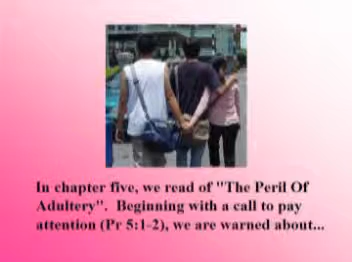 In chapter five, we read of "The Peril Of
Adultery".  Beginning with a call to pay
attention (Pr 5:1-2), we are warned about...